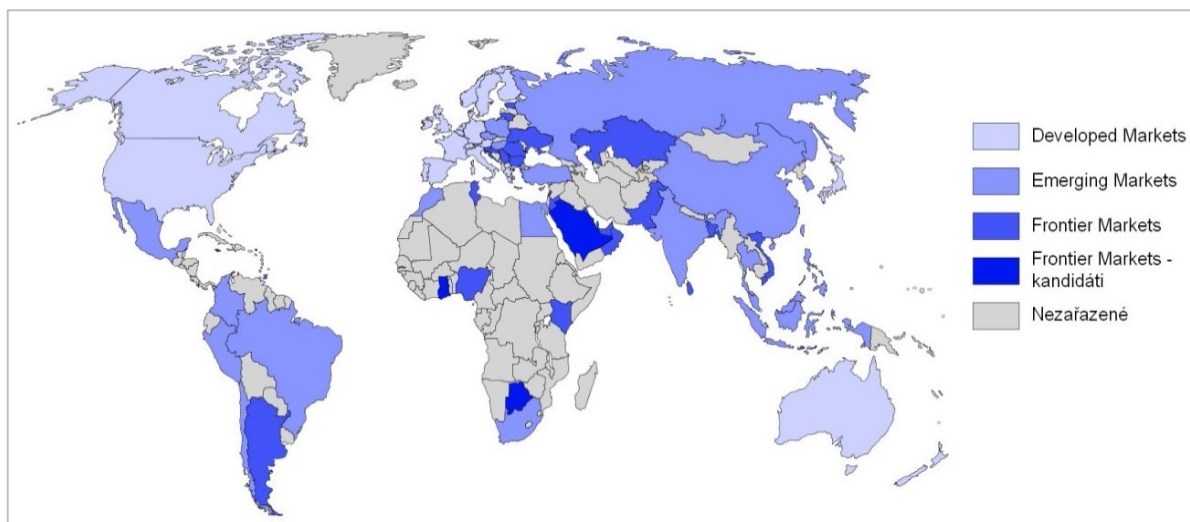 Developed Markets
Emerging Markets
Frontier Markets
Frontier Markets -
kandidáti
Nezařazené